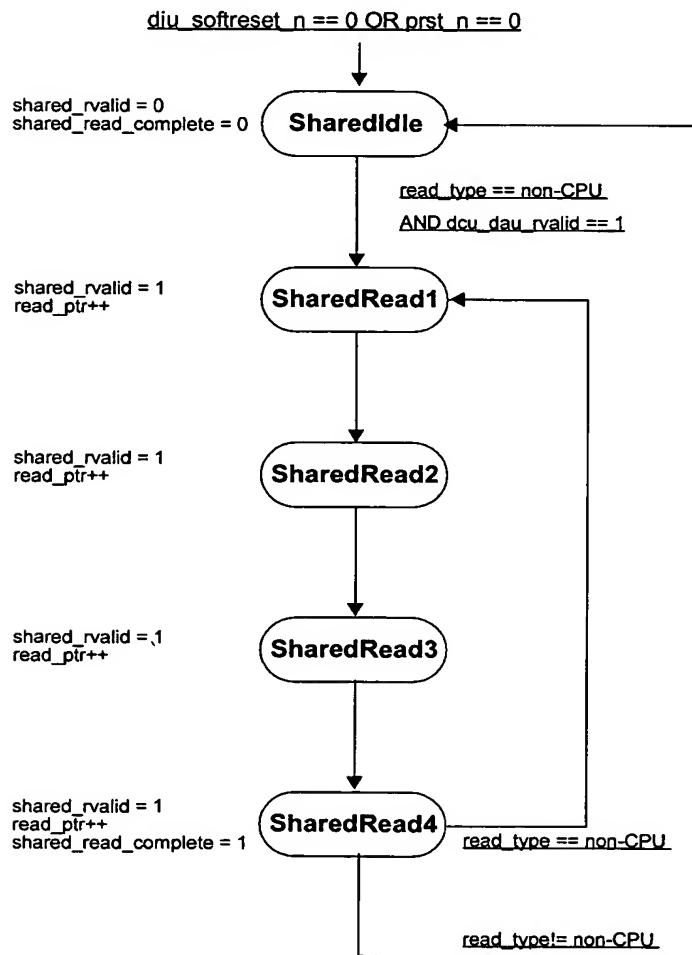 diu_softreset_n == 0 OR prst_n == 0
shared_rvalid = 0
shared_read_complete = 0
SharedIdle
read_type == non-CPU
AND dcu_dau_rvalid == 1
shared_rvalid = 1
read_ptr++
SharedRead1
shared_rvalid = 1
read_ptr++
SharedRead2
shared_rvalid = 1
read_ptr++
SharedRead3
shared_rvalid = 1
read_ptr++
shared_read_complete = 1
SharedRead4
read_type == non-CPU
read_type!= non-CPU